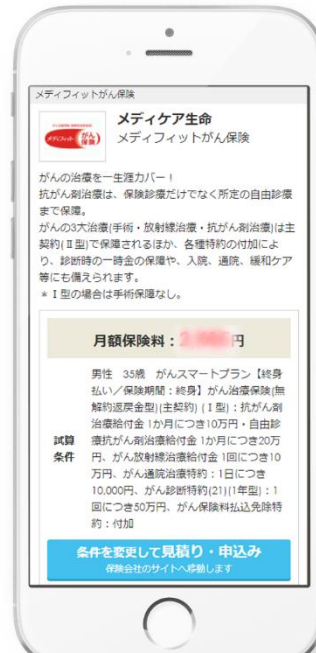 メディフィットがん保険
メディフィット
がん
保険
メディケア生命
メディフィットがん保険
がんの治療を一生涯カバー！
抗がん剤治療は、保険診療だけでなく所定の自由診療
まで保障。
がんの3大治療(手術・放射線治療・抗がん剤治療)は主
契約(Ⅱ型)で保障されるほか、各種特約の付加によ
り、診断時の一時金の保障や、入院、通院、緩和ケア
等にも備えられます。
＊Ⅰ型の場合は手術保障なし。
月額保険料：円
試算
条件
男性 35歳 がんスマートプラン【終身
払い／保険期間：終身】がん治療保険(無
解約返戻金型)(主契約)(Ⅰ型)：抗がん剤
治療給付金 1か月につき10万円・自由診
療抗がん剤治療給付金 1か月につき20万
円、がん放射線治療給付金 1回につき10
万円、がん通院治療特約：1日につき
10,000円、がん診断特約(21)(1年型)：1
回につき50万円、がん保険料払込免除特
約：付加
条件を変更して見積り・申込み
保険会社のサイトへ移動します